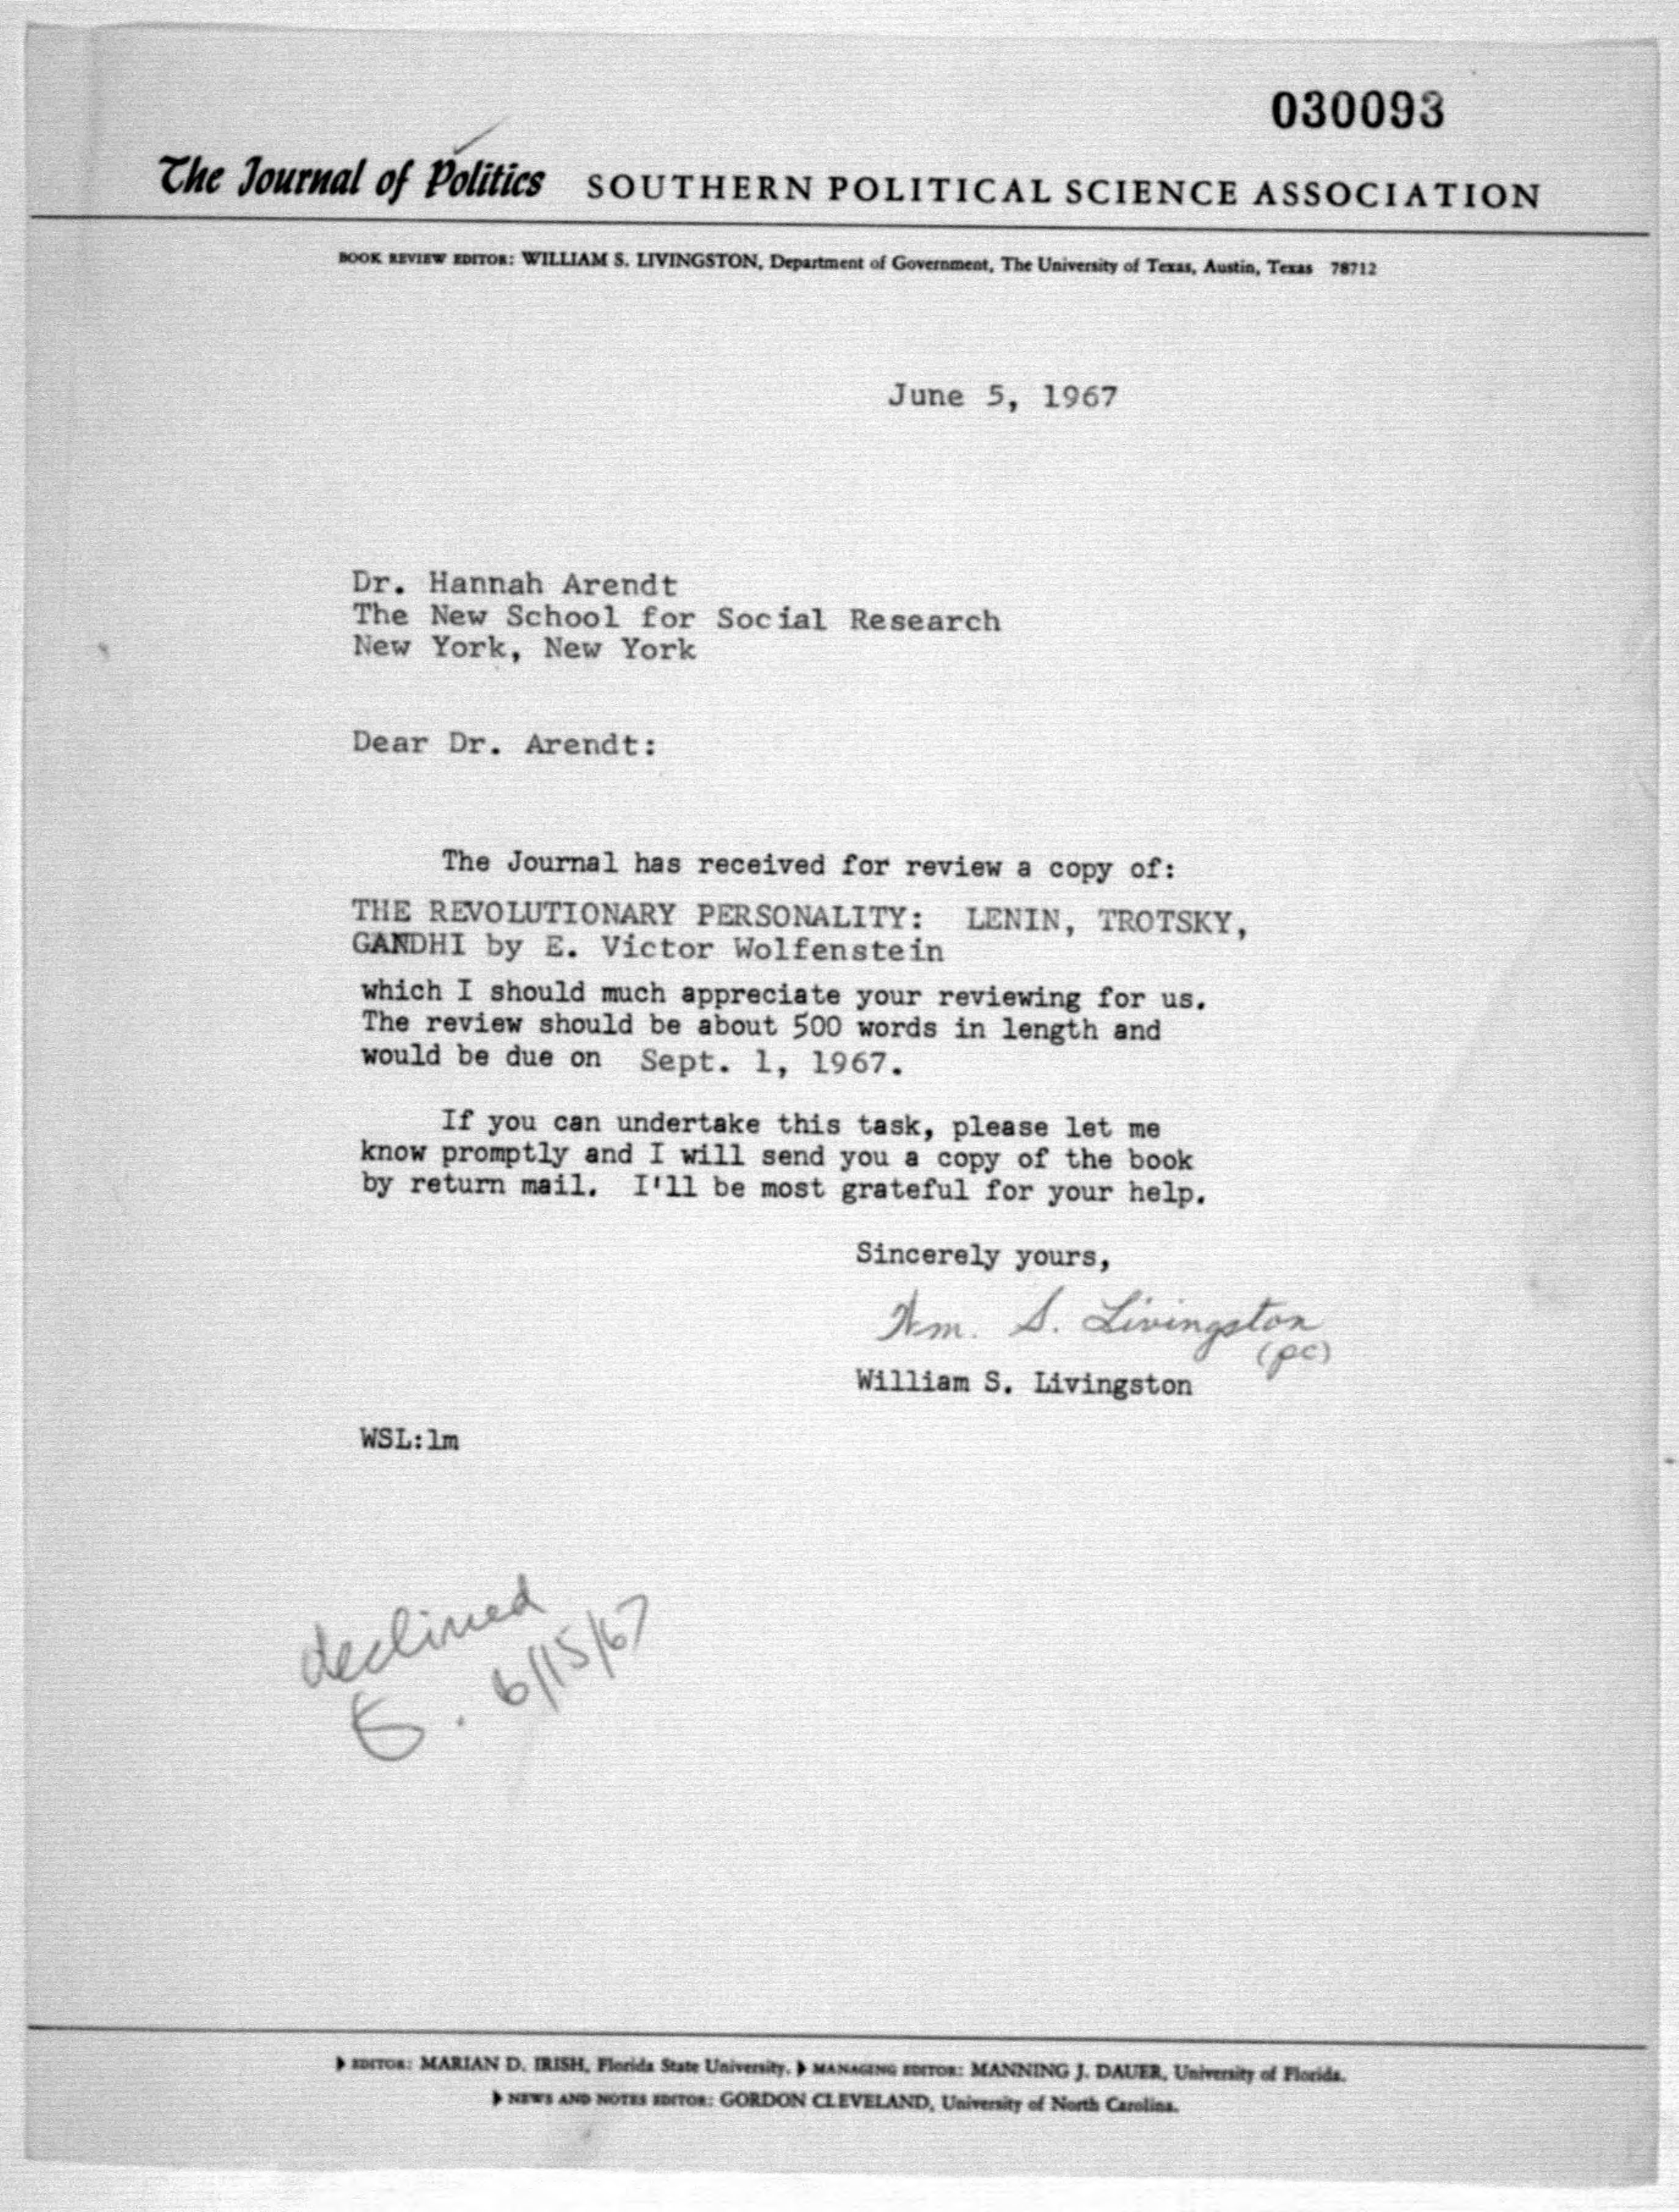 030093
The Journal of Politics SOUTHERN POLITICAL SCIENCE ASSOCIATION
BOOK REVIEW EDITOR: WILLIAM S. LIVINGSTON, Department of Government, The University of Texas, Austin, Texas 78712
June 5, 1967
Dr. Hannah Arendt
The New School for Social Research
New York, New York
Dear Dr. Arendt:
The Journal has received for review a copy of:
THE REVOLUTIONARY PERSONALITY: LENIN, TROTSKY,
GANDHI by E. Victor Wolfenstein
which I should much appreciate your reviewing for us.
The review should be about 500 words in length and
would be due on Sept. 1, 1967.
If you can undertake this task, please let me
know promptly and I will send you a copy of the book
by return mail. I'll be most grateful for your help.
Sincerely yours,
Wm. S. Livingston
(pc)
William S. Livingston
WSL:lm
declined
6/15/67
EDITOR: MARIAN D. IRISH, Florida State University. MANAGING EDITOR: MANNING J. DAUER, University of Florida.
NEWS AND NOTES EDITOR: GORDON CLEVELAND, University of North Carolina.